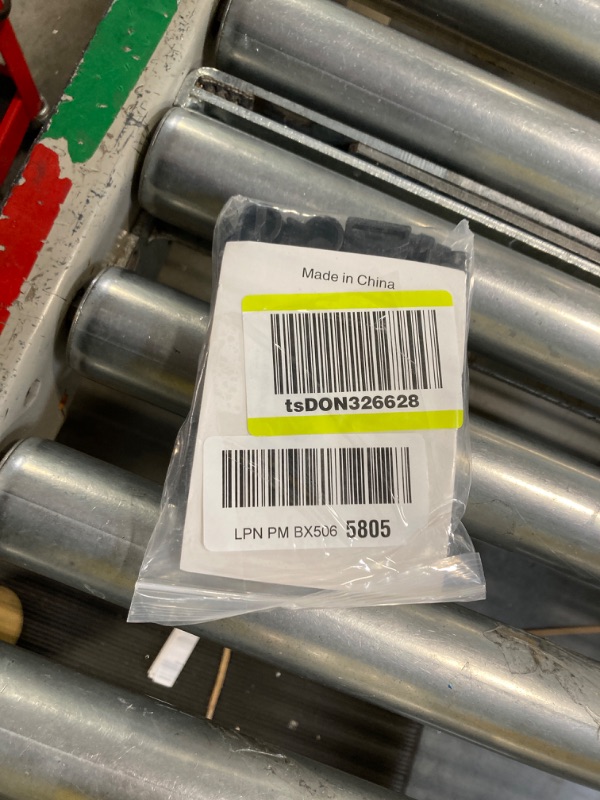 Made in China
tsDON326628
LPN PM BX506 5805